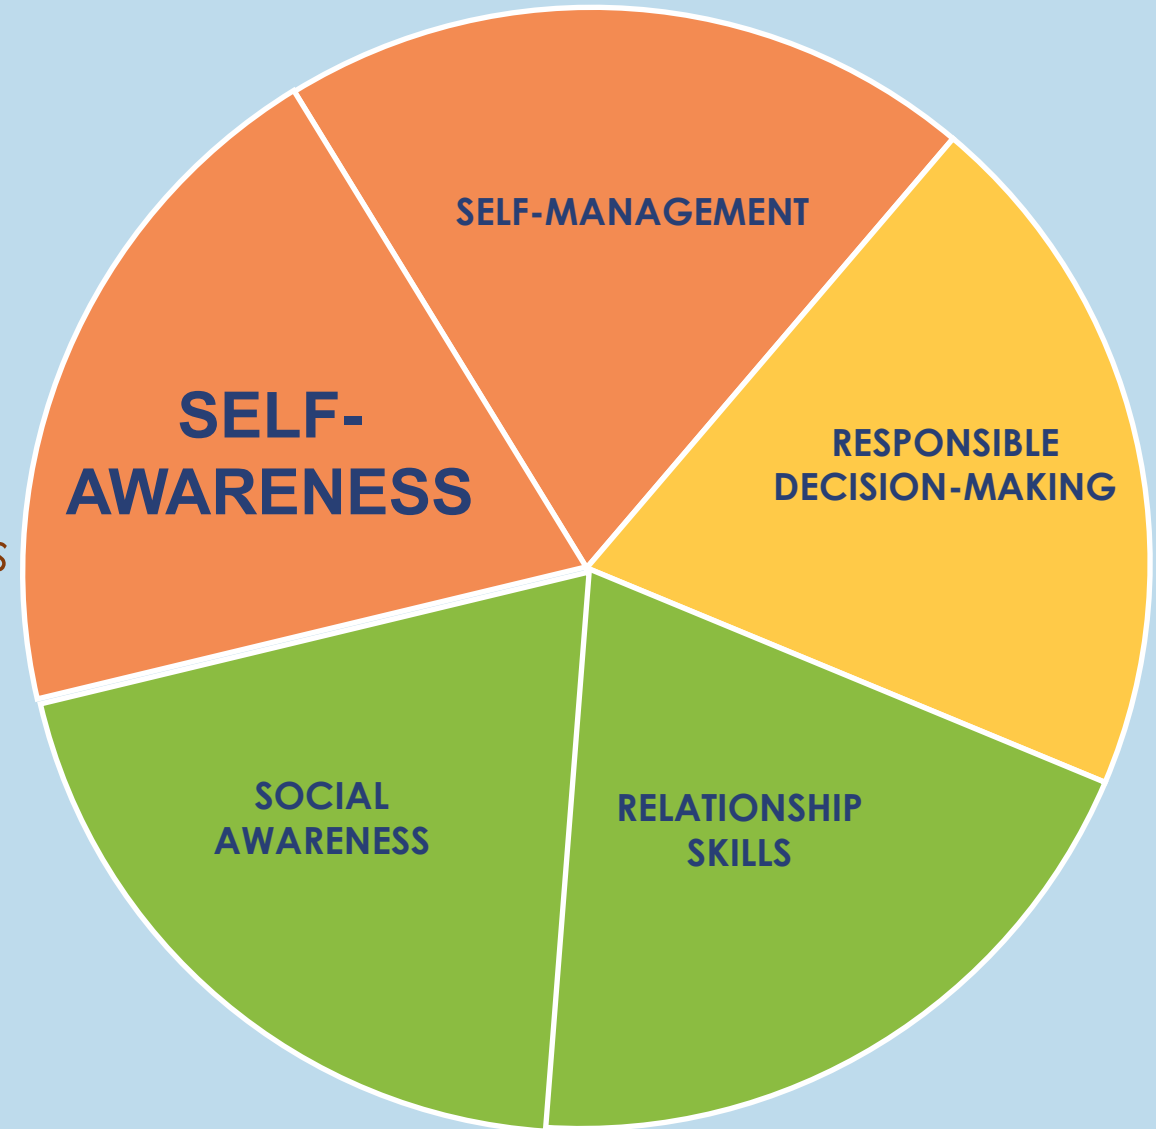 SELF-MANAGEMENT
SELF-
AWARENESS
RESPONSIBLE
DECISION-MAKING
S
SOCIAL
AWARENESS
RELATIONSHIP
SKILLS